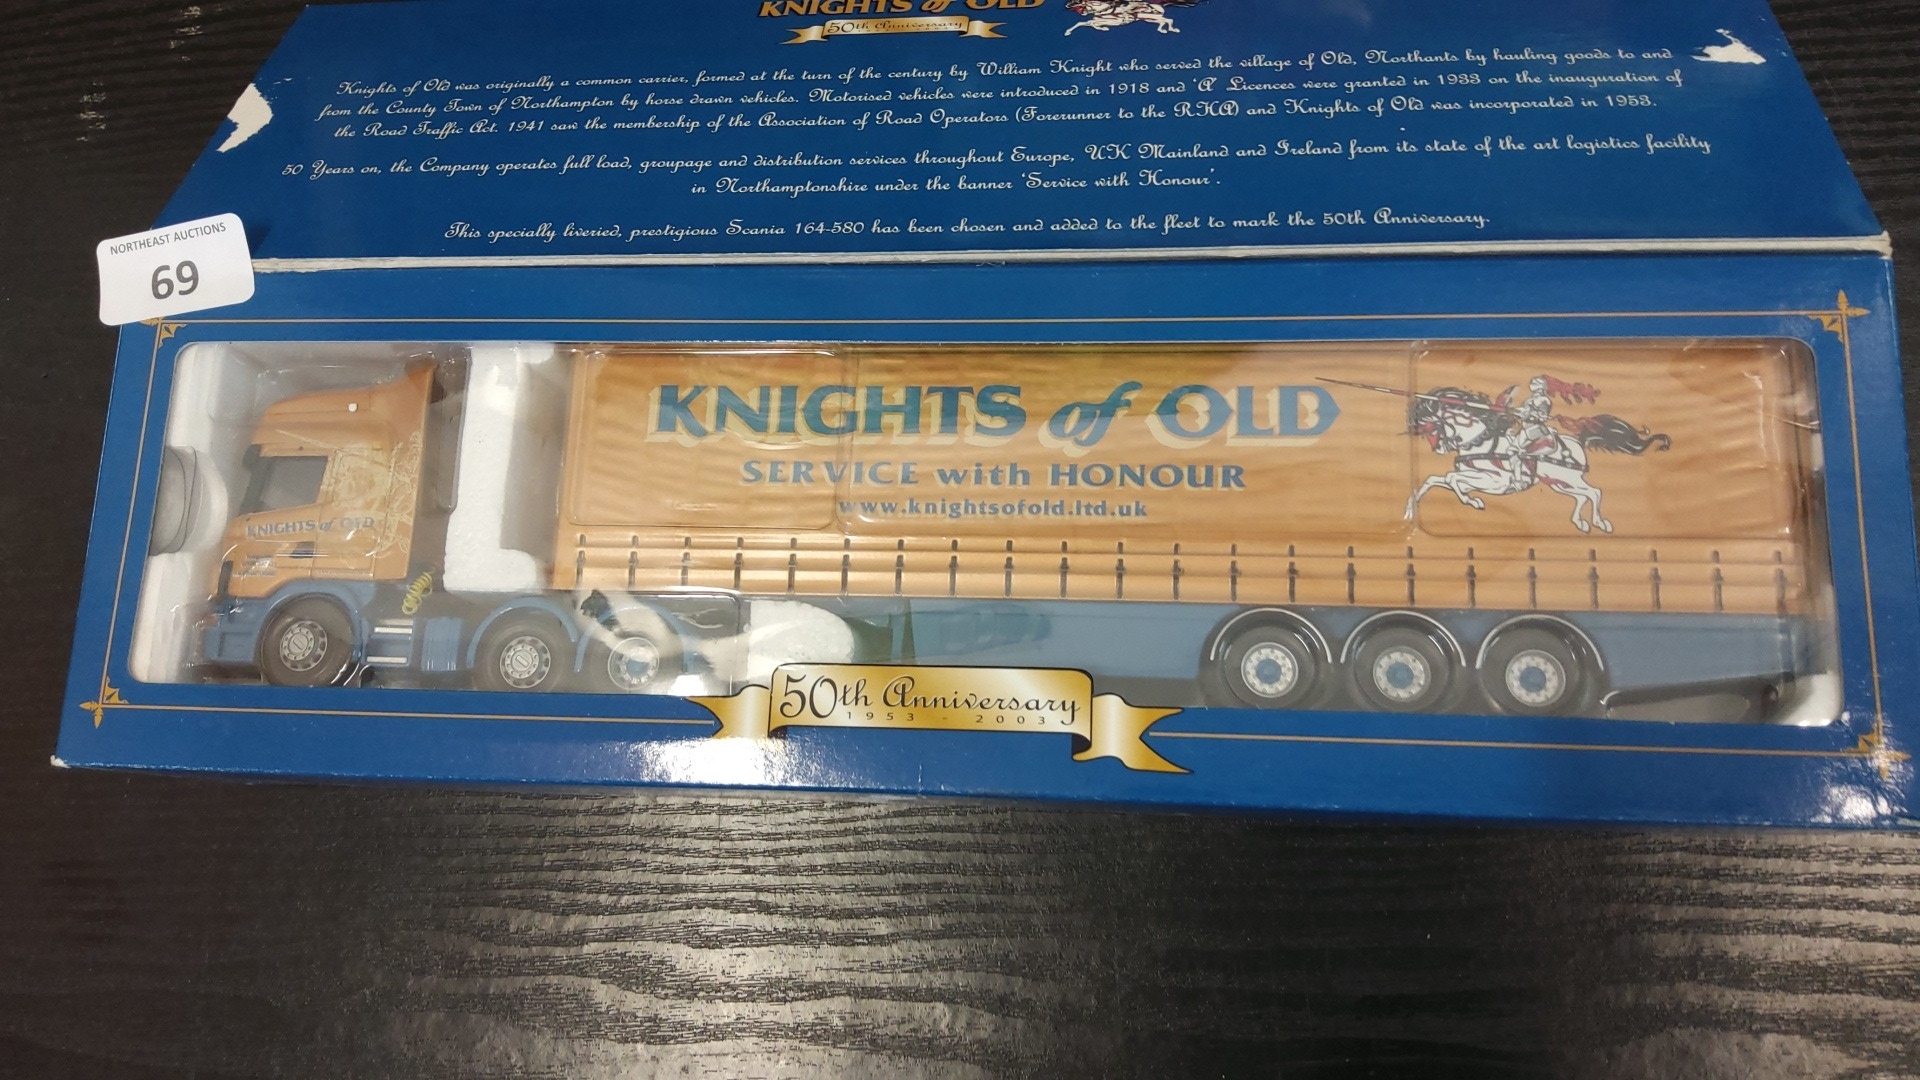 KNIGHTS of OLD
50th Anniversary
Knights of Old was originally a common carrier, formed at the turn of the century by William Knight who served the village of Old, Northants by hauling goods to and
from the County Town of Northampton by horse drawn vehicles. Motorised vehicles were introduced in 1918 and 'A' Licences were granted in 1933 on the inauguration of
the Road Traffic Act. 1941 saw the membership of the Association of Road Operators (Forerunner to the RHA) and Knights of Old was incorporated in 1953.
50 Years on, the Company operates full load, groupage and distribution services throughout Europe, UK Mainland and Ireland from its state of the art logistics facility
in Northamptonshire under the banner 'Service with Honour'.
This specially liveried, prestigious Scania 164-580 has been chosen and added to the fleet to mark the 50th Anniversary.
NORTHEAST AUCTIONS
69
KNIGHTS of OLD
SERVICE with HONOUR
www.knightsofold.ltd.uk
KNIGHTS of OLD
50th Anniversary
1953 - 2003